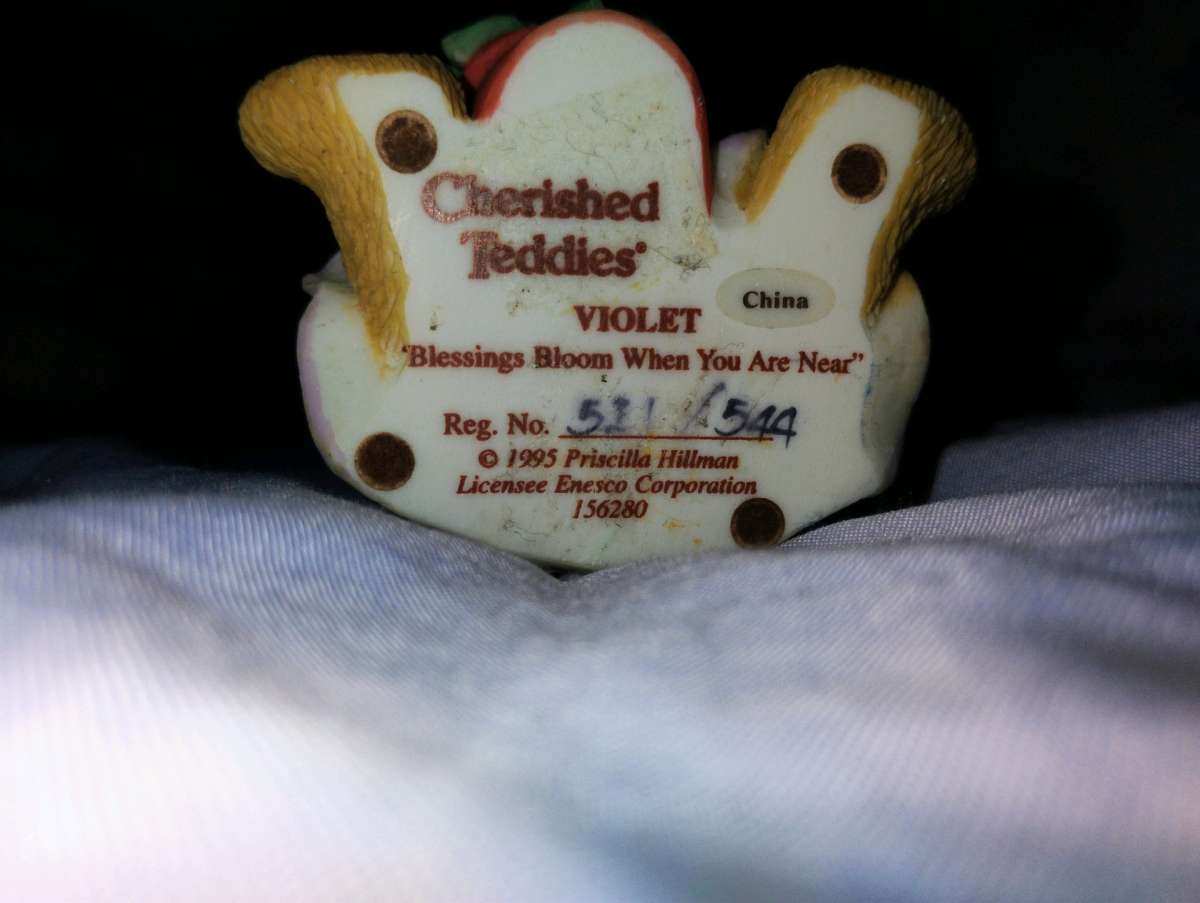 Cherished
Teddies®
China
VIOLET
"Blessings Bloom When You Are Near"
Reg. No. 531/544
© 1995 Priscilla Hillman
Licensee Enesco Corporation
156280